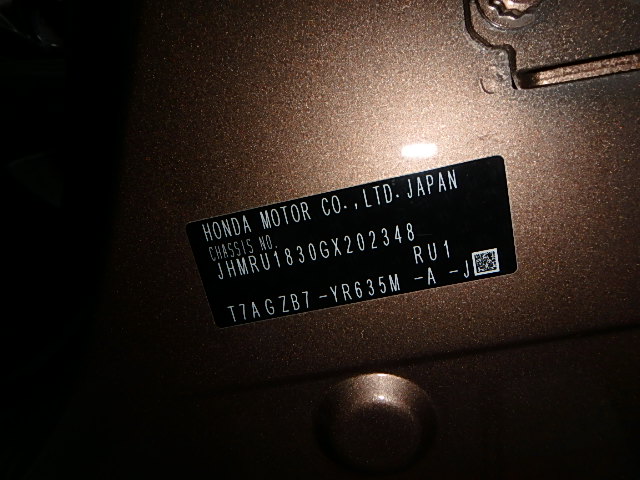 HONDA MOTOR CO.,LTD.JAPAN
CHASSIS NO.
JHMRU1830GX202348
RU1
T7AGZB7-YR635M -A -J